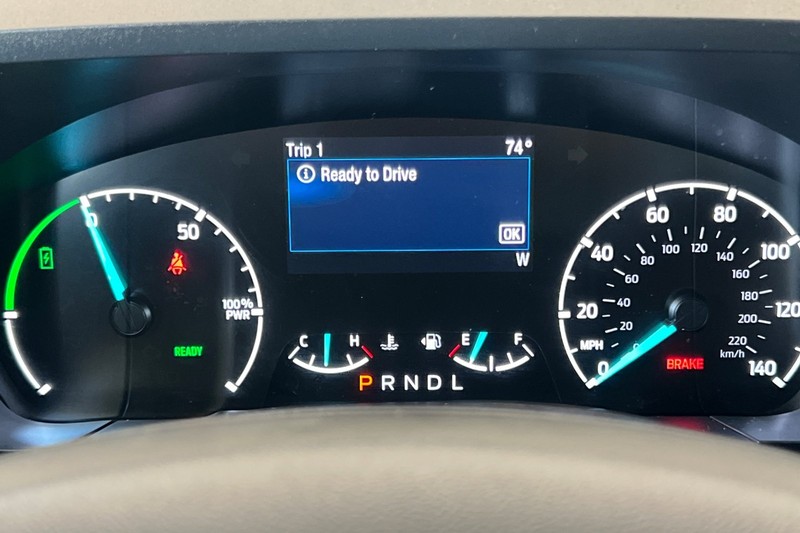 Trip 1 74°
ⓘ Ready to Drive
OK
W
0
50
100%
PWR
READY
C H
E F
P R N D L
0
20
40
60
80
100
120
140
MPH
0
20
40
60
80
100
120
140
160
180
200
220
km/h
BRAKE